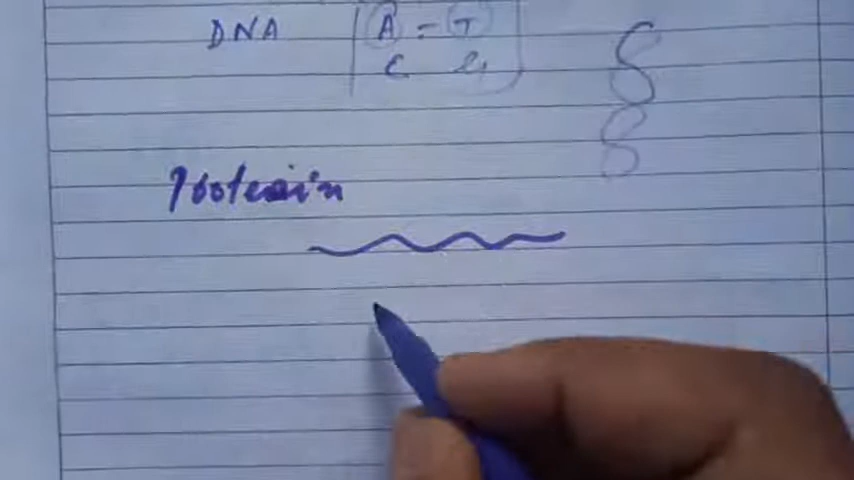 DNA A = T
C G
Protein